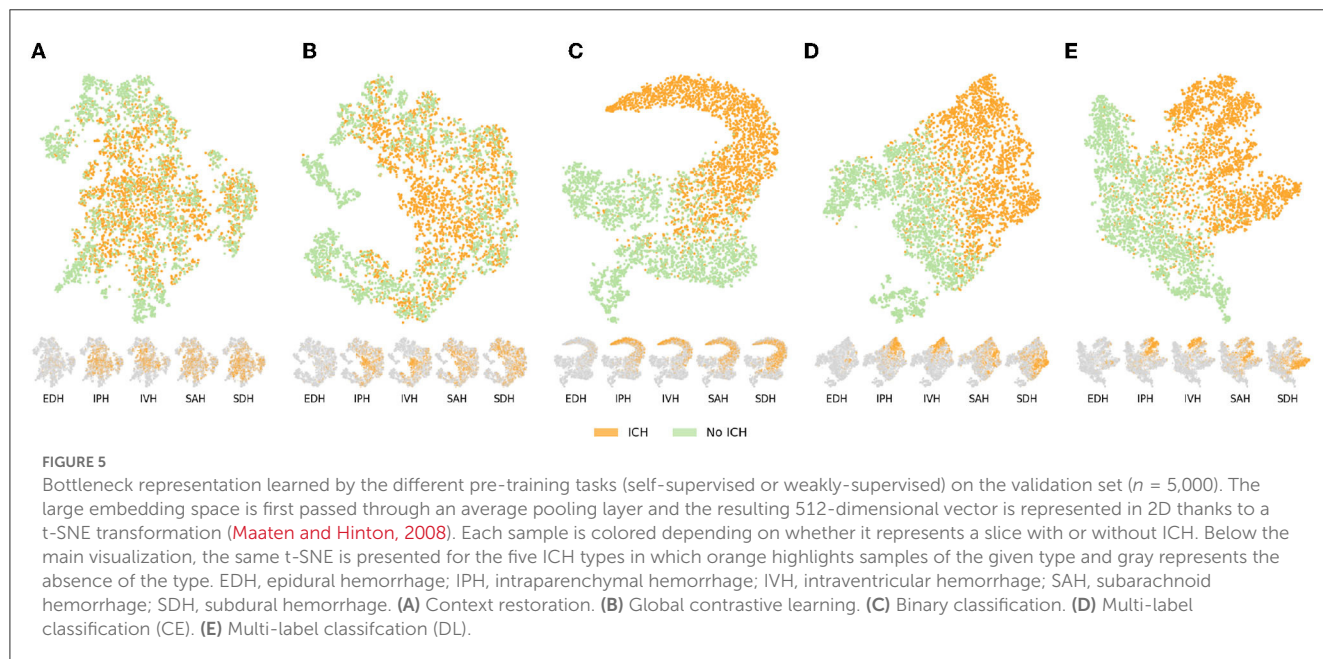 A B C D E
EDH IPH IVH SAH SDH EDH IPH IVH SAH SDH EDH IPH IVH SAH SDH EDH IPH IVH SAH SDH EDH IPH IVH SAH SDH
ICH No ICH
FIGURE 5
Bottleneck representation learned by the different pre-training tasks (self-supervised or weakly-supervised) on the validation set (n = 5,000). The
large embedding space is first passed through an average pooling layer and the resulting 512-dimensional vector is represented in 2D thanks to a
t-SNE transformation (Maaten and Hinton, 2008). Each sample is colored depending on whether it represents a slice with or without ICH. Below the
main visualization, the same t-SNE is presented for the five ICH types in which orange highlights samples of the given type and gray represents the
absence of the type. EDH, epidural hemorrhage; IPH, intraparenchymal hemorrhage; IVH, intraventricular hemorrhage; SAH, subarachnoid
hemorrhage; SDH, subdural hemorrhage. (A) Context restoration. (B) Global contrastive learning. (C) Binary classification. (D) Multi-label
classification (CE). (E) Multi-label classifcation (DL).